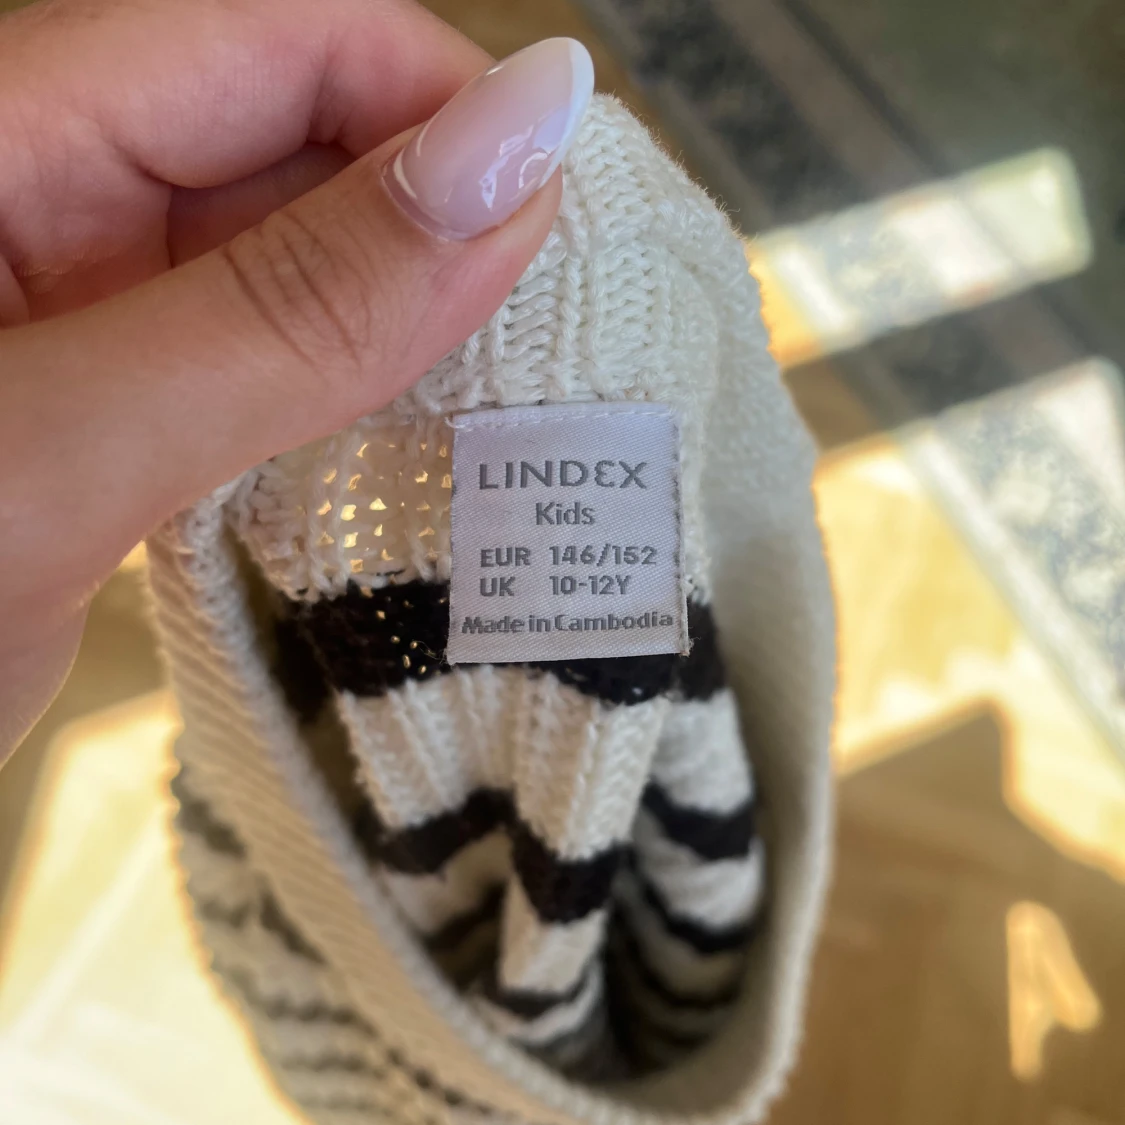 LINDEX
Kids
EUR 146/152
UK 10-12Y
Made in Cambodia